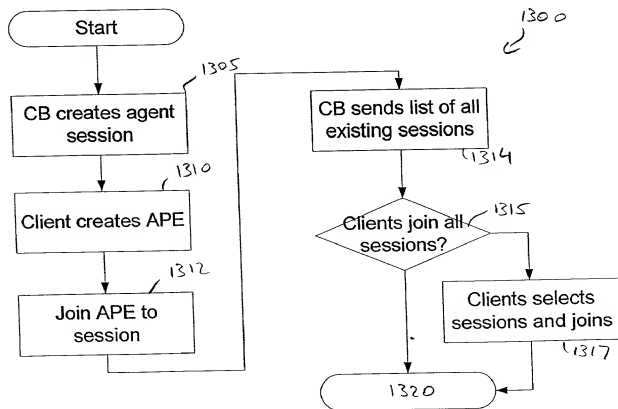 Start
1300
1305
CB creates agent
session
1310
Client creates APE
1312
Join APE to
session
CB sends list of all
existing sessions
1314
1315
Clients join all
sessions?
Clients selects
sessions and joins
1317
1320